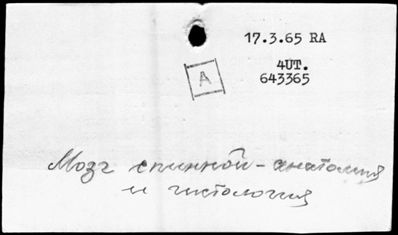 17.3.65 RA
4UT.
643365
A
Мозг спинной - анатомия
и гистология